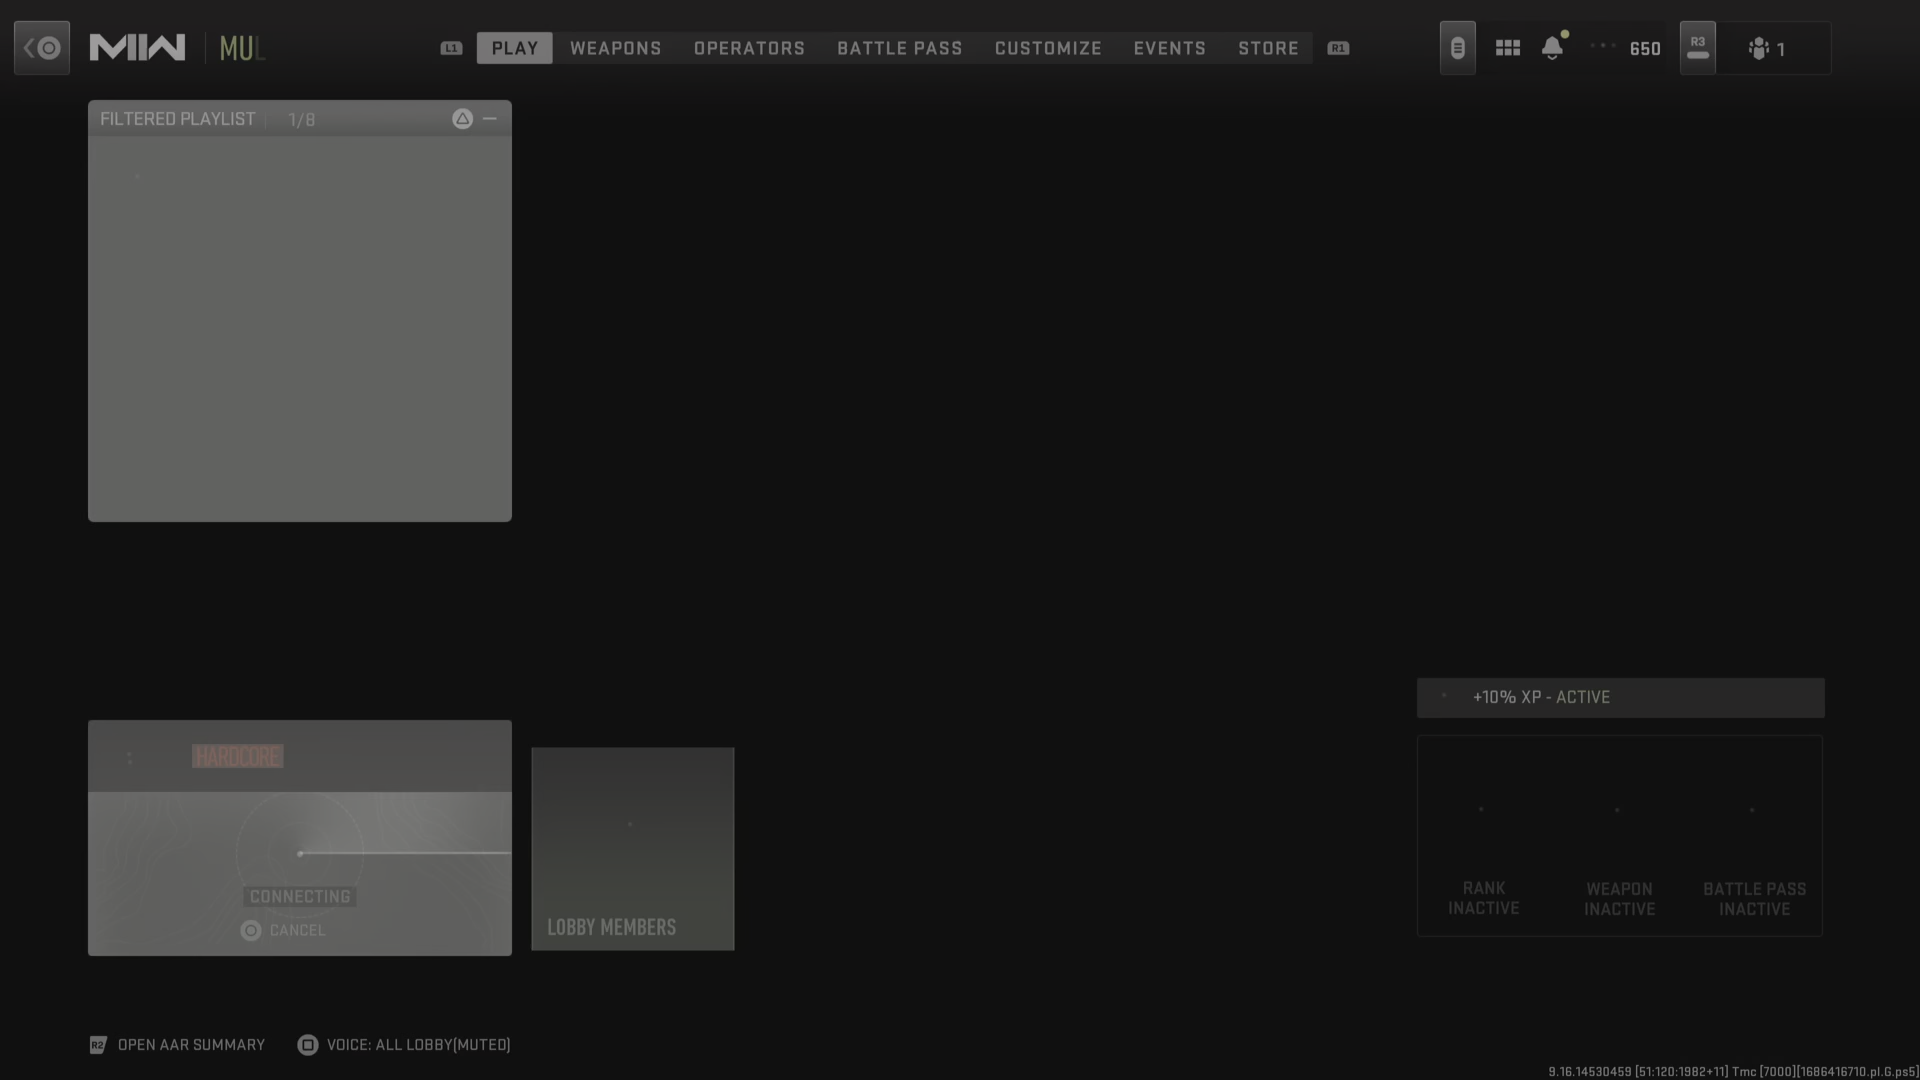 MW MUL
L1 PLAY WEAPONS OPERATORS BATTLE PASS CUSTOMIZE EVENTS STORE R1
650 R3 1
FILTERED PLAYLIST 1/8
+10% XP - ACTIVE
HARDCORE
CONNECTING
CANCEL
LOBBY MEMBERS
RANK INACTIVE
WEAPON INACTIVE
BATTLE PASS INACTIVE
R2 OPEN AAR SUMMARY VOICE: ALL LOBBY(MUTED)
9.16.14530459 [51:120:1982+11] Tmc [7000][1686416710.pl.G.ps5]